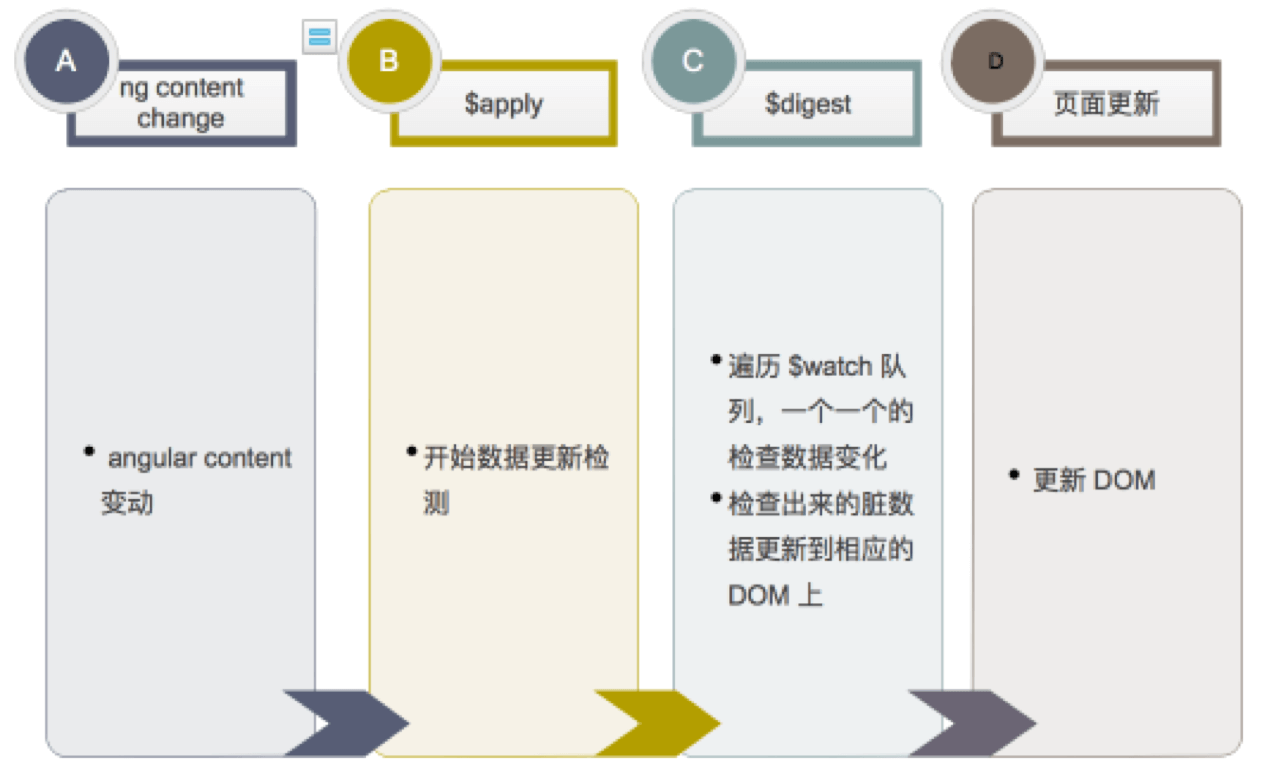 A
ng content
change
B
$apply
C
$digest
D
页面更新
• angular content
变动
• 开始数据更新检
测
• 遍历 $watch 队
列，一个一个的
检查数据变化
• 检查出来的脏数
据更新到相应的
DOM 上
• 更新 DOM